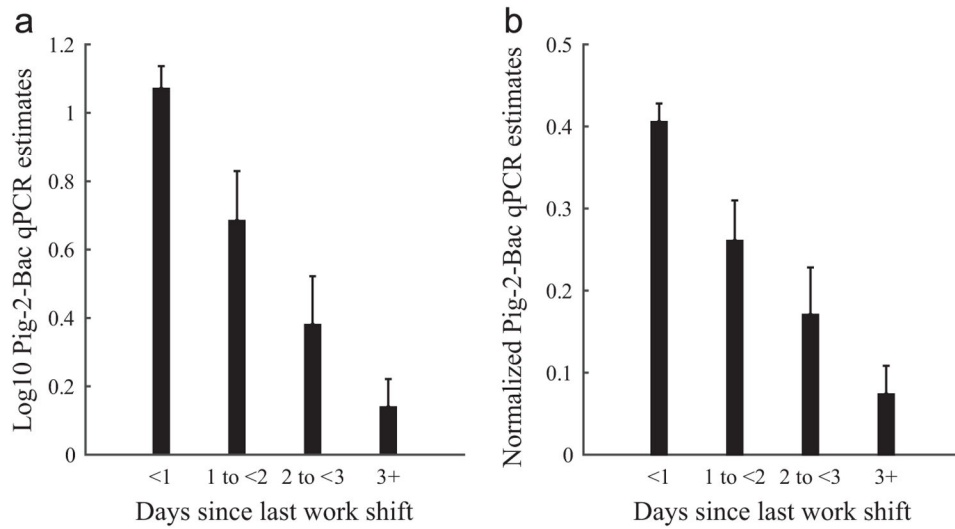 a
Log10 Pig-2-Bac qPCR estimates
1.2
1
0.8
0.6
0.4
0.2
0
<1 1 to <2 2 to <3 3+
Days since last work shift
b
Normalized Pig-2-Bac qPCR estimates
0.5
0.4
0.3
0.2
0.1
0
<1 1 to <2 2 to <3 3+
Days since last work shift